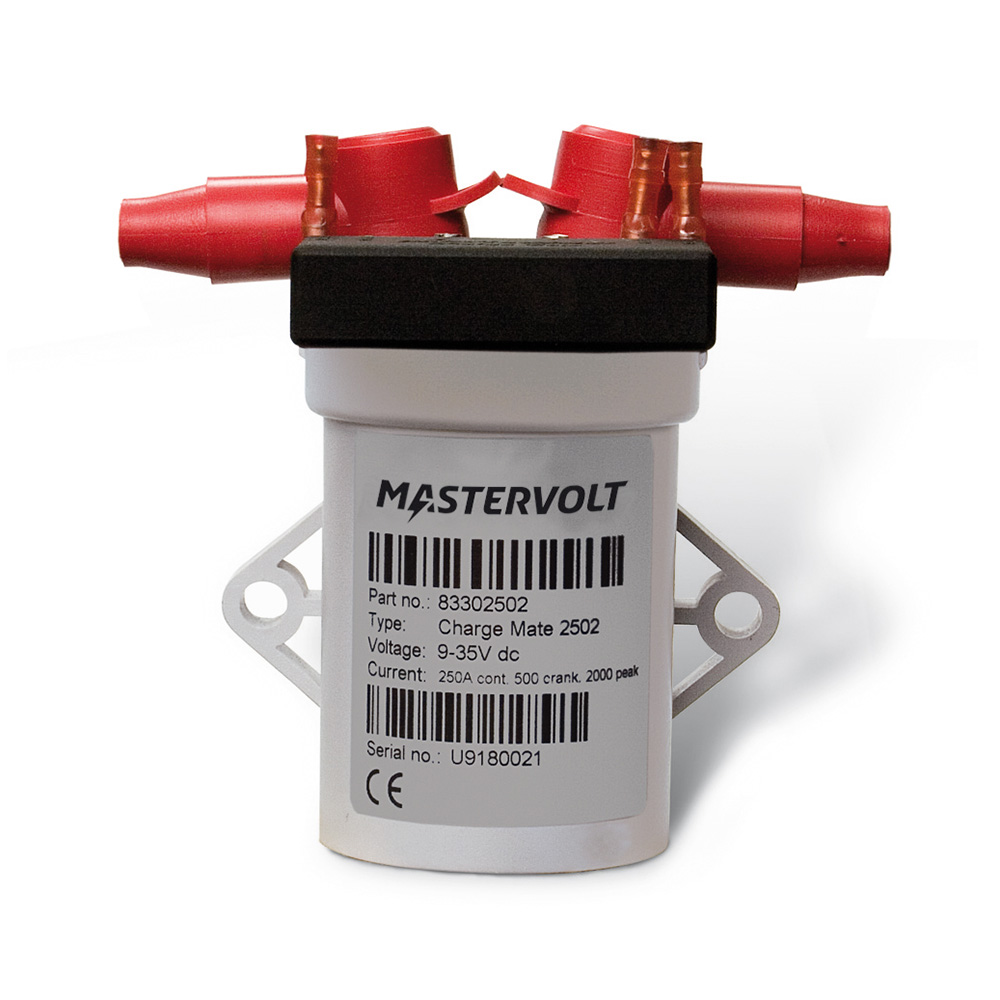 MASTERVOLT
Part no.: 83302502
Type: Charge Mate 2502
Voltage: 9-35V dc
Current: 250A cont. 500 crank. 2000 peak
Serial no.: U9180021
CE